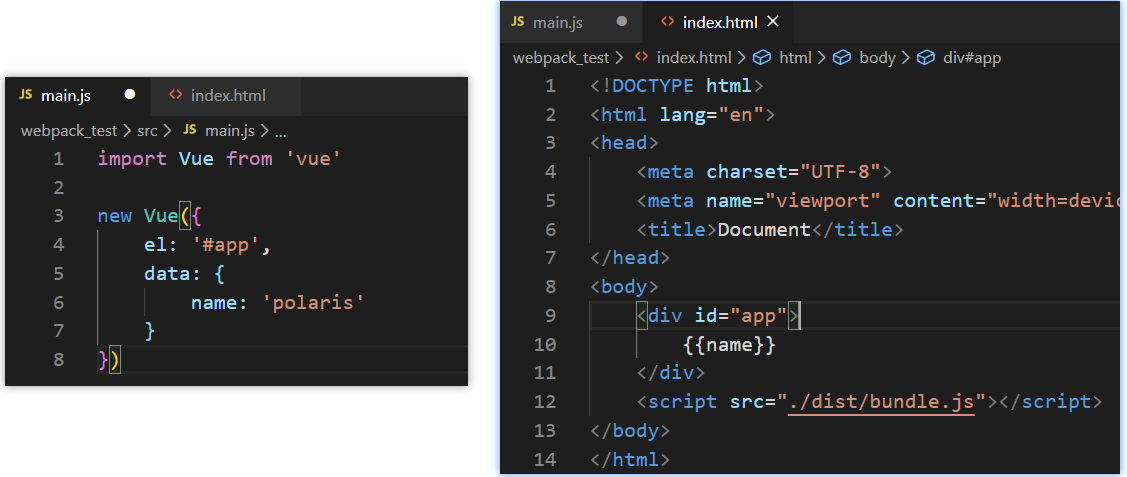 JS main.js ● <> index.html
webpack_test > src > JS main.js > ...
1 import Vue from 'vue'
2
3 new Vue({
4     el: '#app',
5     data: {
6         name: 'polaris'
7     }
8 })
JS main.js ● <> index.html ×
webpack_test > <> index.html > html > body > div#app
1 <!DOCTYPE html>
2 <html lang="en">
3 <head>
4     <meta charset="UTF-8">
5     <meta name="viewport" content="width=devic
6     <title>Document</title>
7 </head>
8 <body>
9     <div id="app">
10         {{name}}
11     </div>
12     <script src="./dist/bundle.js"></script>
13 </body>
14 </html>